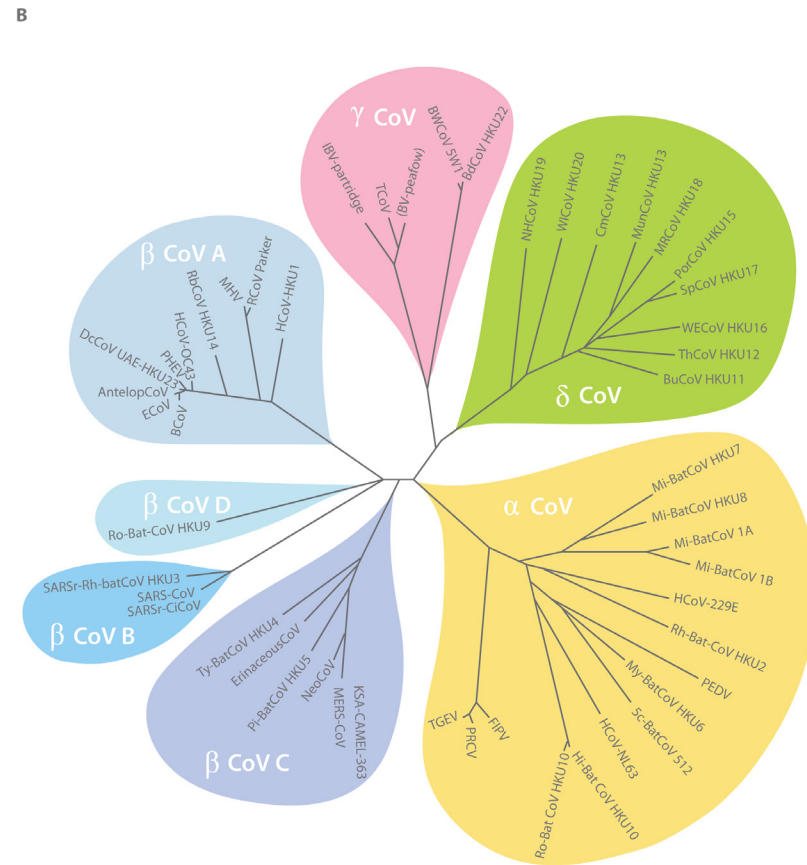 B
γ CoV
IBV-partridge
TCoV
(BV-peafow)
BWCoV 5W1
BdCoV HKU22
NHCoV HKU19
WICoV HKU20
CmCoV HKU13
MunCoV HKU13
MRCoV HKU18
PorCoV HKU15
SpCoV HKU17
WECoV HKU16
ThCoV HKU12
BuCoV HKU11
δ CoV
β CoV A
DcCoV UAE-HKU23
PHEV
HCoV-OC43
RbCoV HKU14
MHV
RCoV Parker
HCoV-HKU1
AntelopCoV
ECoV
BCoV
β CoV D
Ro-Bat-CoV HKU9
SARSr-Rh-batCoV HKU3
SARS-CoV
SARSr-CiCoV
β CoV B
Ty-BatCoV HKU4
ErinaceousCoV
Pi-BatCoV HKU5
NeoCoV
MERS-CoV
KSA-CAMEL-363
β CoV C
α CoV
Mi-BatCoV HKU7
Mi-BatCoV HKU8
Mi-BatCoV 1A
Mi-BatCoV 1B
HCoV-229E
Rh-Bat-CoV HKU2
PEDV
My-BatCoV HKU6
5c-BatCoV 512
HCoV-NL63
Hi-Bat CoV HKU10
Ro-Bat CoV HKU10
FIPV
PRCV
TGEV